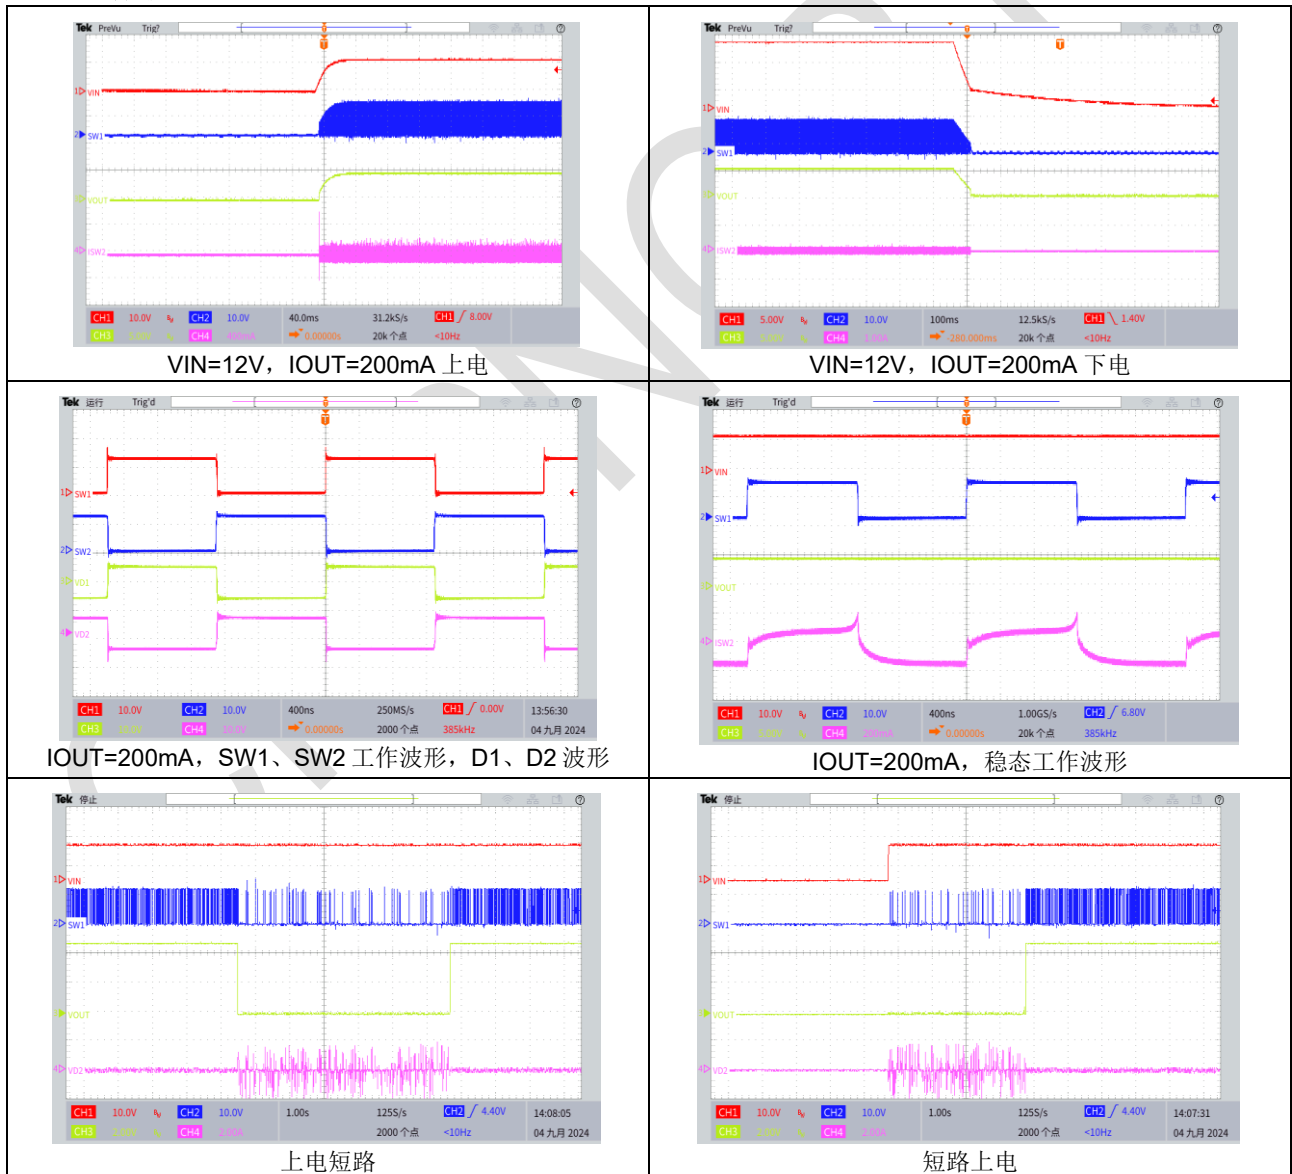 Tek PreVu Trig?
VIN
SW1
VOUT
ISW2
CH1 10.0V CH2 10.0V 40.0ms 31.2kS/s CH1 8.00V
CH3 5.00V CH4 400mA 0.00000s 20k 个点 <10Hz
VIN=12V，IOUT=200mA 上电
Tek PreVu Trig?
VIN
SW1
VOUT
ISW2
CH1 5.00V CH2 10.0V 100ms 12.5kS/s CH1 1.40V
CH3 5.00V CH4 1.00A -280.000ms 20k 个点 <10Hz
VIN=12V，IOUT=200mA 下电
Tek 运行 Trig'd
SW1
SW2
VD1
VD2
CH1 10.0V CH2 10.0V 400ns 250MS/s CH1 0.00V 13:56:30
CH3 10.0V CH4 10.0V 0.00000s 2000 个点 385kHz 04 九月 2024
IOUT=200mA，SW1、SW2 工作波形，D1、D2 波形
Tek 运行 Trig'd
VIN
SW1
VOUT
ISW2
CH1 10.0V CH2 10.0V 400ns 1.00GS/s CH2 6.80V
CH3 5.00V CH4 200mA 0.00000s 20k 个点 385kHz
IOUT=200mA，稳态工作波形
Tek 停止
VIN
SW1
VOUT
VD2
CH1 10.0V CH2 10.0V 1.00s 125S/s CH2 4.40V 14:08:05
CH3 CH4 2.00A 2000 个点 <10Hz 04 九月 2024
上电短路
Tek 停止
VIN
SW1
VOUT
VD2
CH1 10.0V CH2 10.0V 1.00s 125S/s CH2 4.40V 14:07:31
CH3 CH4 2.00A 2000 个点 <10Hz 04 九月 2024
短路上电